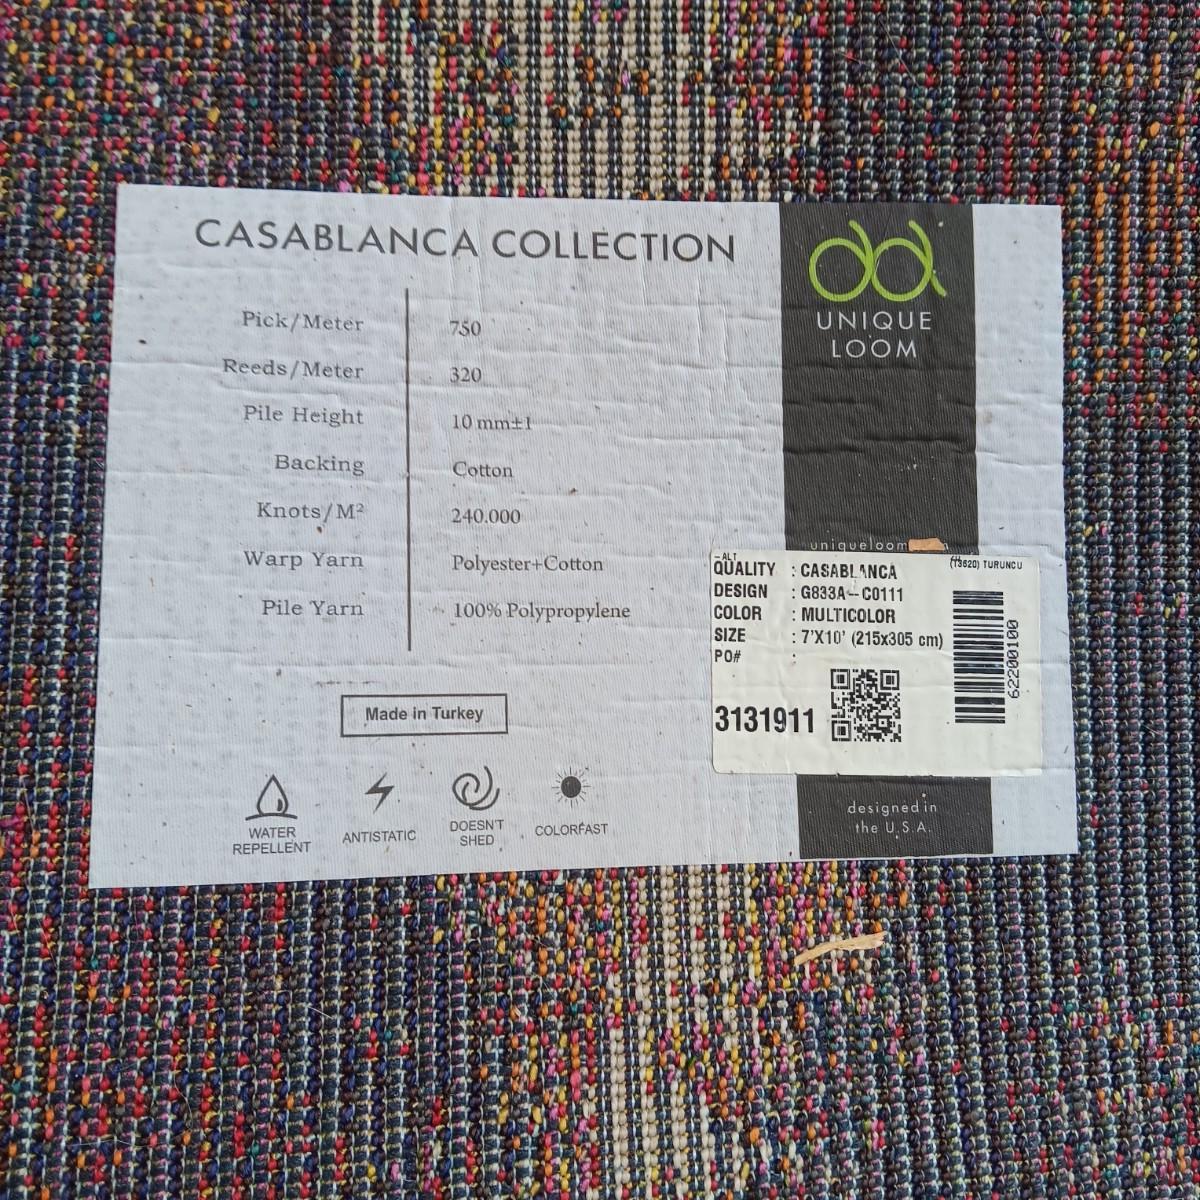 CASABLANCA COLLECTION
Pick/Meter 750
Reeds/Meter 320
Pile Height 10 mm±1
Backing Cotton
Knots/M² 240.000
Warp Yarn Polyester+Cotton
Pile Yarn 100% Polypropylene
Made in Turkey
WATER
REPELLENT
ANTISTATIC
DOESN'T
SHED
COLORFAST
UNIQUE
LOOM
uniqueloom
-ALT
(13620) TURUNCU
QUALITY : CASABLANCA
DESIGN : G833A--C0111
COLOR : MULTICOLOR
SIZE : 7'X10' (215x305 cm)
PO# :
3131911
62200100
designed in
the U.S.A.